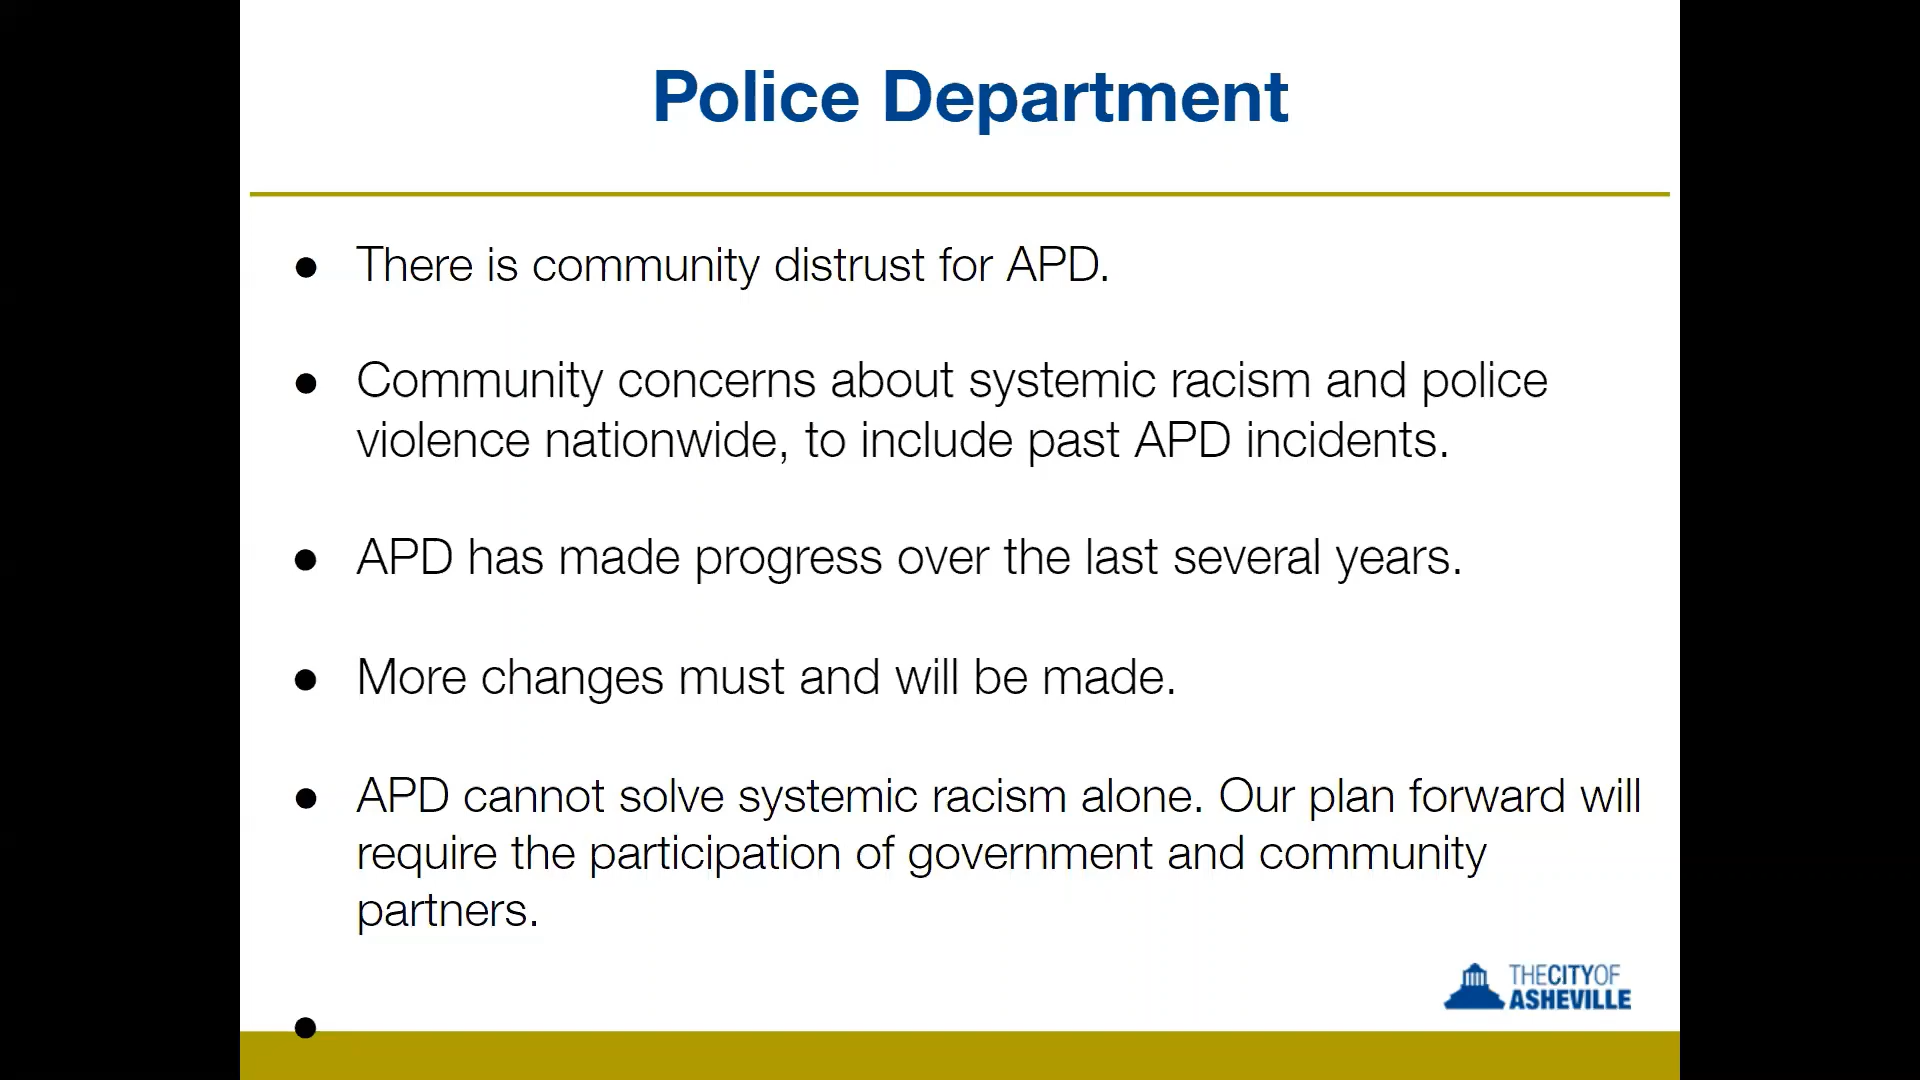 Police Department
● There is community distrust for APD.
● Community concerns about systemic racism and police
violence nationwide, to include past APD incidents.
● APD has made progress over the last several years.
● More changes must and will be made.
● APD cannot solve systemic racism alone. Our plan forward will
require the participation of government and community
partners.
●
THE CITY OF
ASHEVILLE